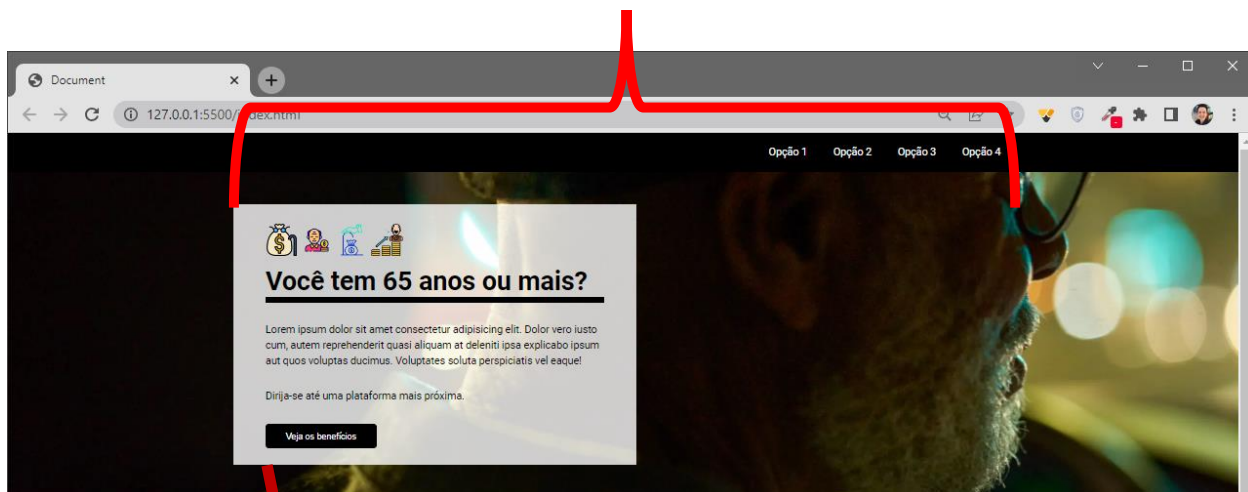 Document
127.0.0.1:5500/index.html
Opção 1 Opção 2 Opção 3 Opção 4
Você tem 65 anos ou mais?
Lorem ipsum dolor sit amet consectetur adipisicing elit. Dolor vero iusto
cum, autem reprehenderit quasi aliquam at deleniti ipsa explicabo ipsum
aut quos voluptas ducimus. Voluptates soluta perspiciatis vel eaque!
Dirija-se até uma plataforma mais próxima.
Veja os benefícios